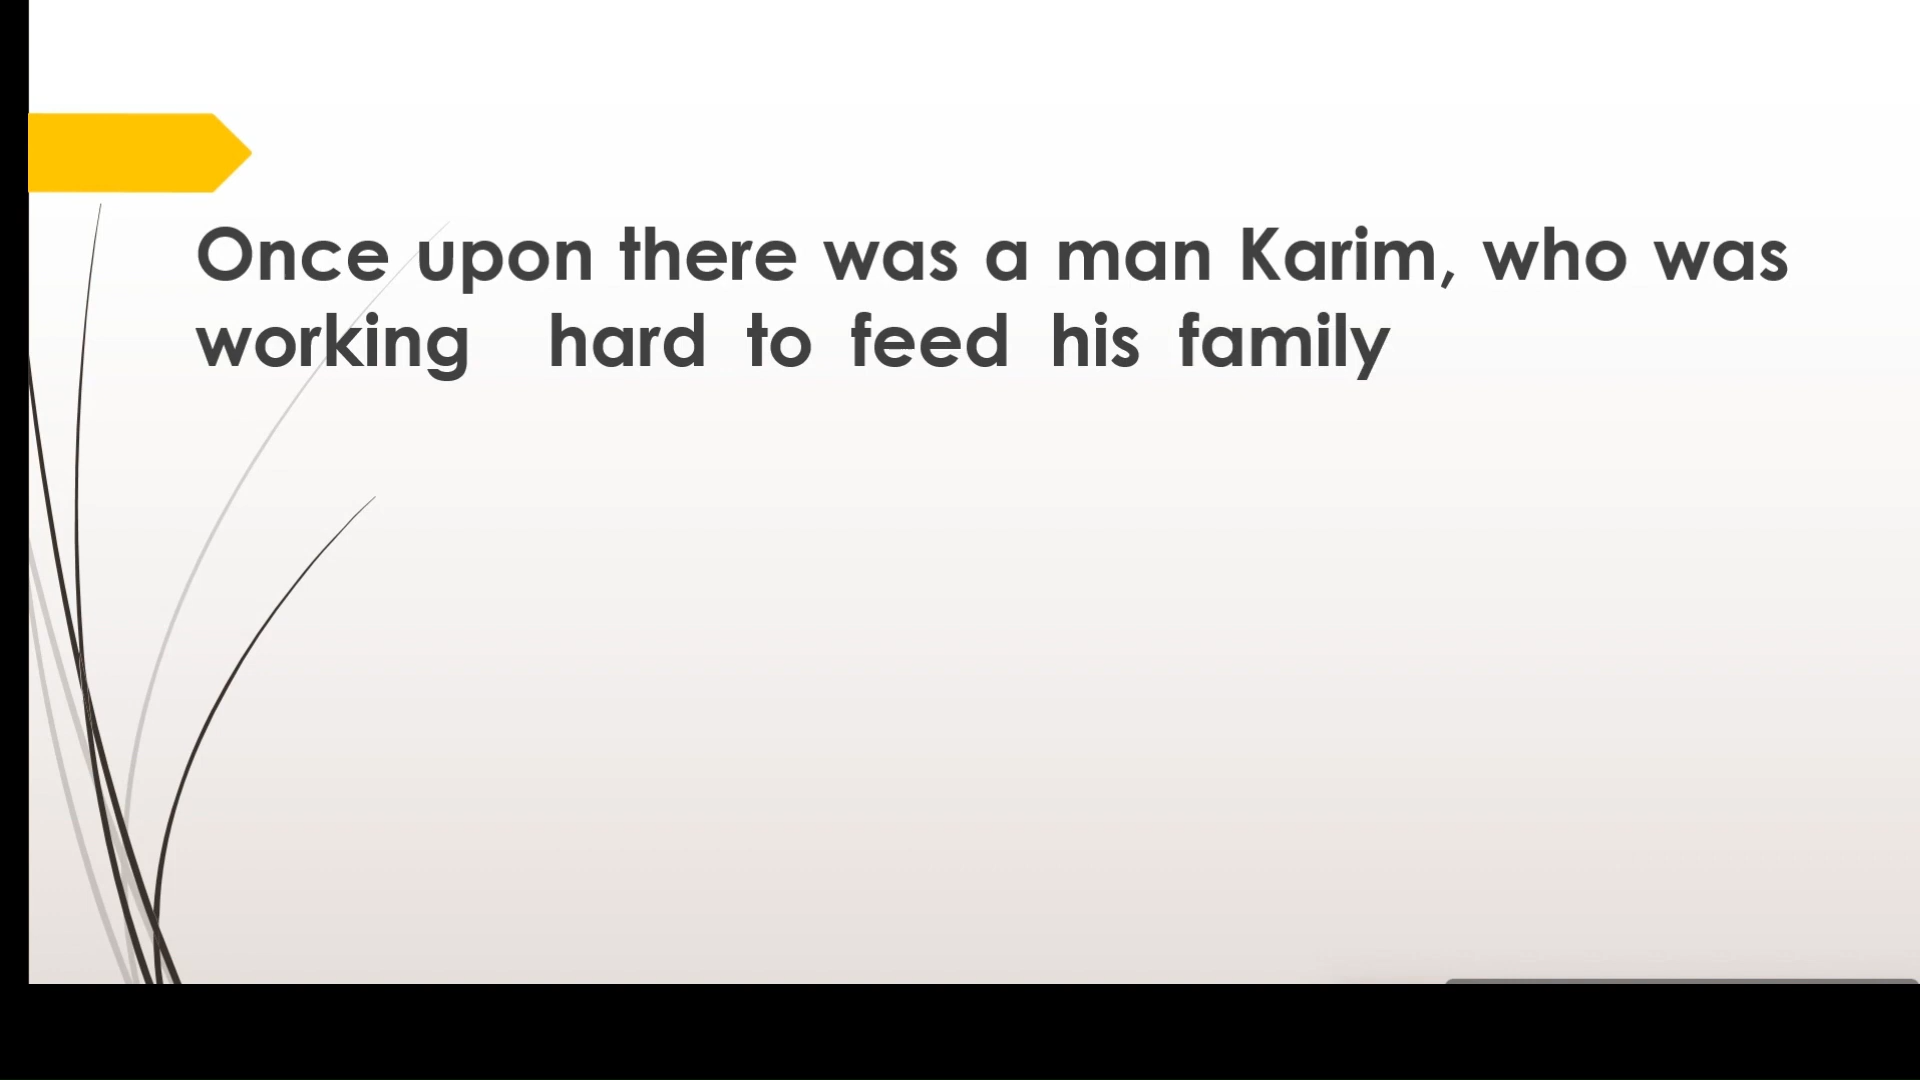 Once upon there was a man Karim, who was
working hard to feed his family